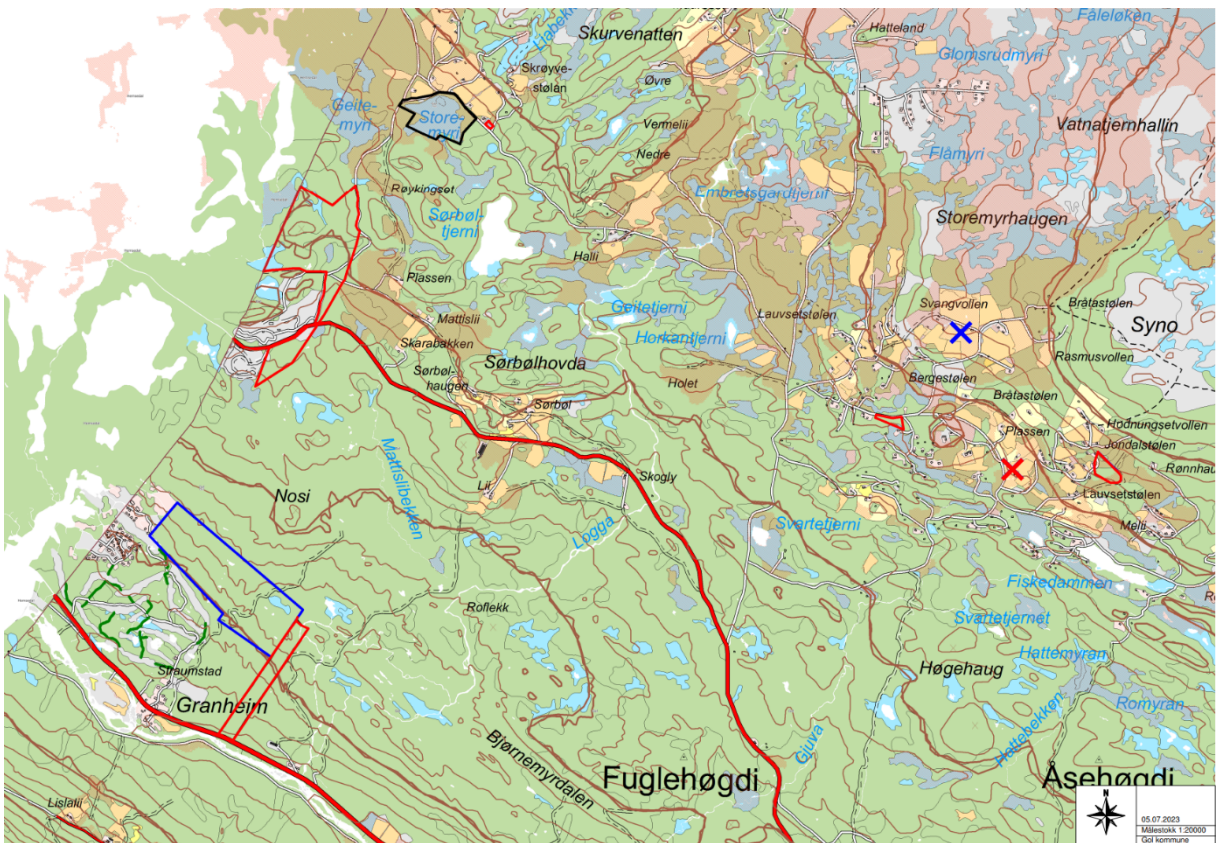 Skurvenatten
Hatteland
Fåleløken
Glomsrudmyri
Skrøyve-
stølan
Øvre
Geite-
myri
Store-
myri
Vermelii
Vatnatjernhallin
Nedre
Flåmyri
Røykingset
Embretsgardtjerni
Sørbøl-
tjerni
Storemyrhaugen
Halli
Plassen
Geitetjerni
Svangvollen
Bråtastølen
Mattislii
Lauvsetstølen
Syno
Horkantjerni
Skarabakken
Sørbølhovda
Rasmusvollen
Sørbøl-
haugen
Holet
Bergestølen
Bråtastølen
Sørbøl
Plassen
Hodnungsetvollen
Jondalstølen
Mattislibekken
Skogly
Rønnhau
Lii
Lauvsetstølen
Nosi
Svartetjerni
Melii
Logga
Fiskedammen
Roflekk
Svartetjernet
Hattemyran
Straumstad
Høgehaug
Granheim
Hattebekken
Romyran
Bjørnemyrdalen
Gjuva
Fuglehøgdi
Åsehøgdi
Lislalii
N
05.07.2023
Målestokk 1:20000
Gol kommune